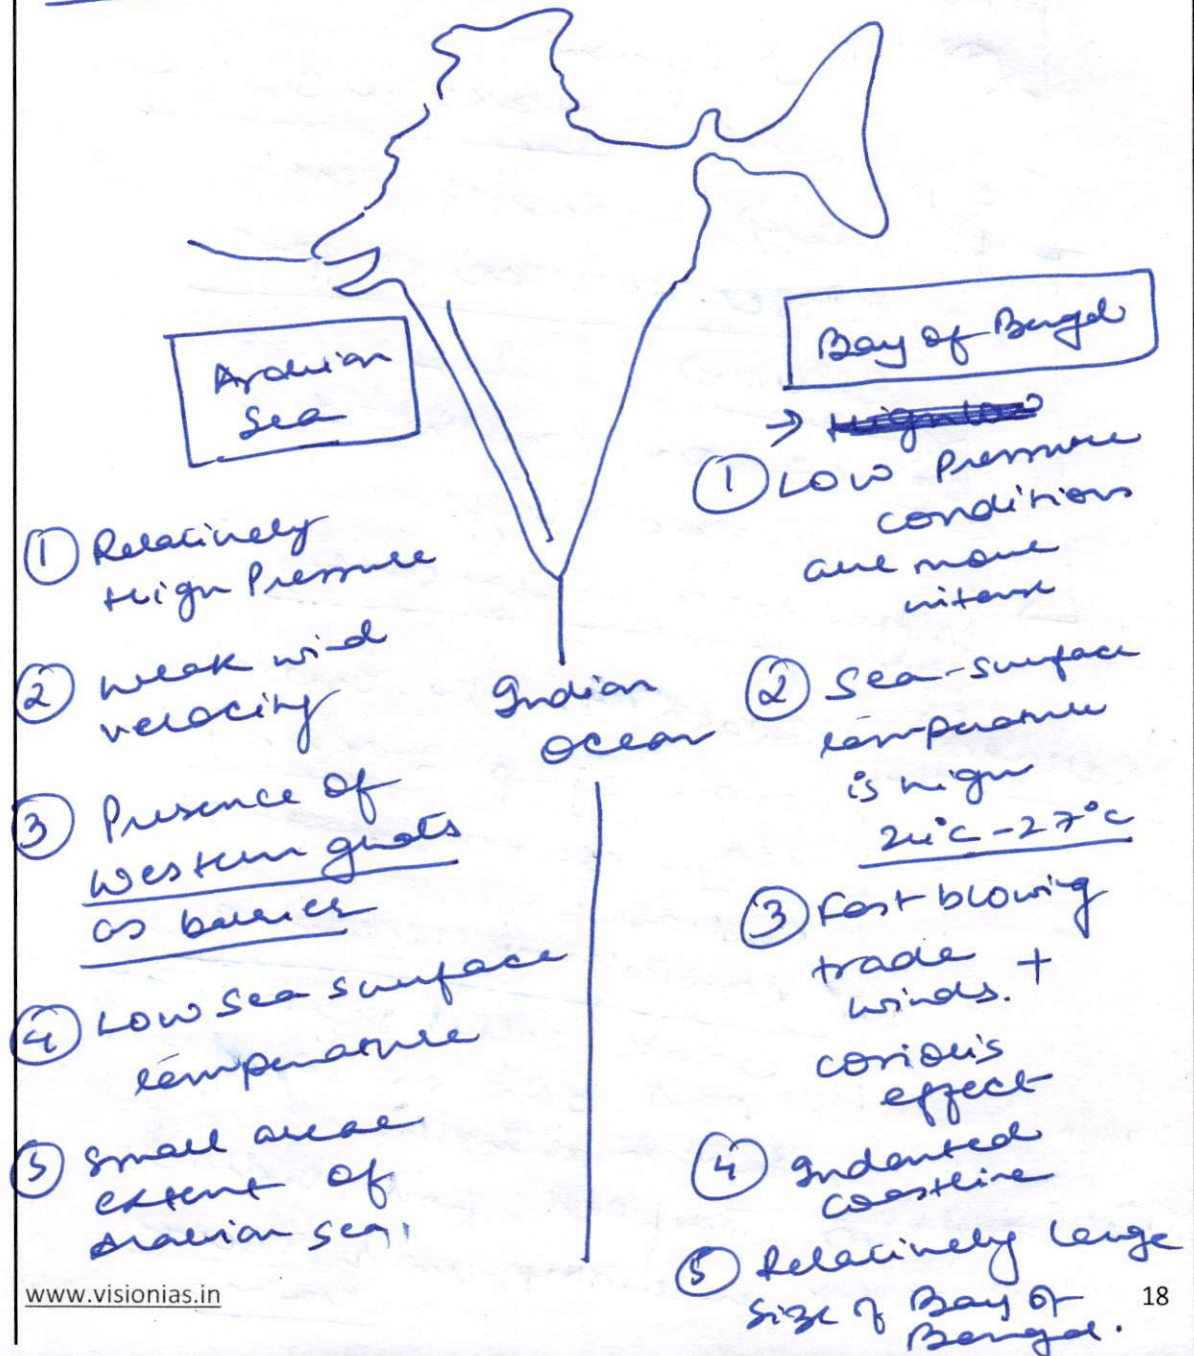 Arabian
Sea
① Relatively
High Pressure
② Weak wind
velocity
③ Presence of
Western ghats
as barrier
④ Low sea surface
temperature
⑤ Small areal
extent of
Arabian sea.
Indian
Ocean
Bay of Bengal
→
① Low Pressure
conditions
are more
intense
② Sea-surface
temperature
is high
24°C-27°C
③ Fast blowing
trade +
winds.
coriolis
effect
④ Indented
coastline
⑤ Relatively large
size of Bay of
Bengal.
www.visionias.in
18